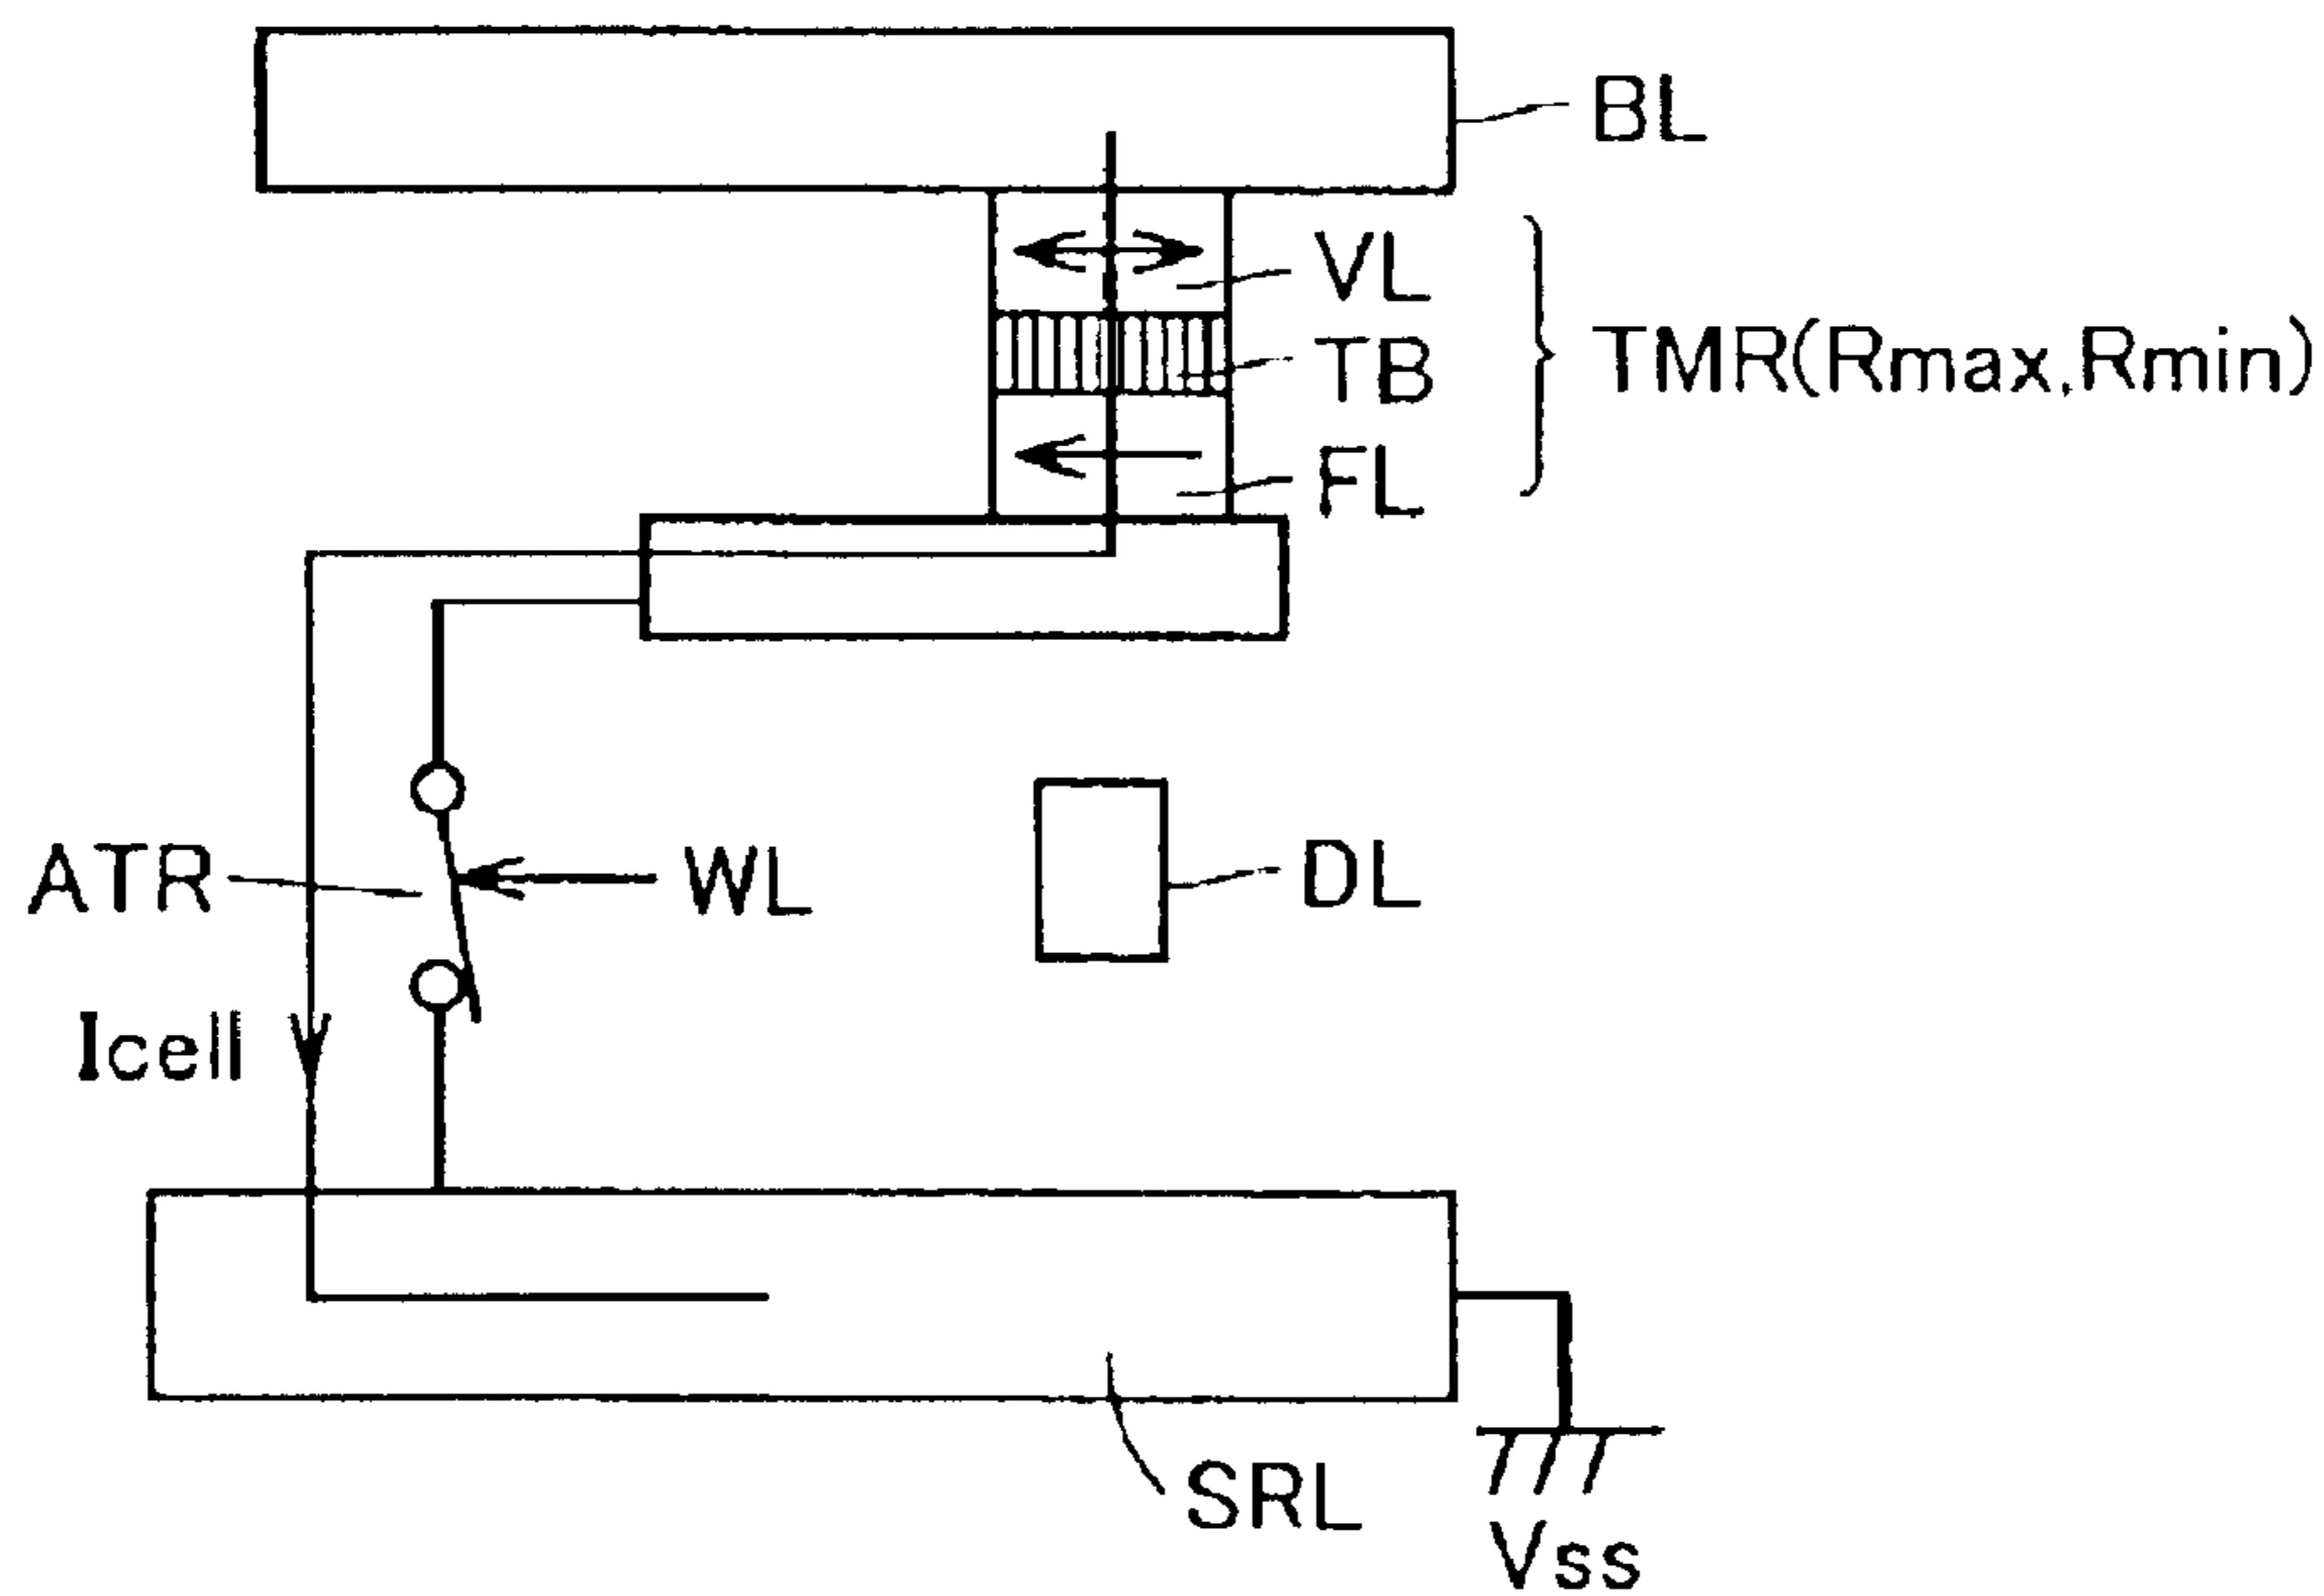 BL
VL
TB
TMR(Rmax,Rmin)
FL
ATR
WL
DL
Icell
SRL
Vss